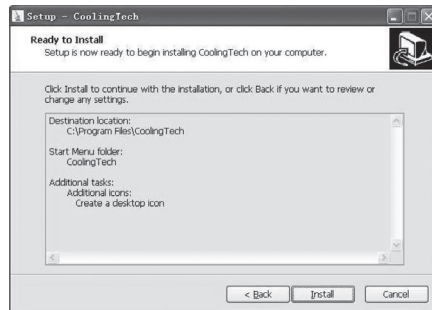 Setup - CoolingTech
Ready to Install
Setup is now ready to begin installing CoolingTech on your computer.
Click Install to continue with the installation, or click Back if you want to review or
change any settings.
Destination location:
C:\Program Files\CoolingTech
Start Menu folder:
CoolingTech
Additional tasks:
Additional icons:
Create a desktop icon
< Back
Install
Cancel